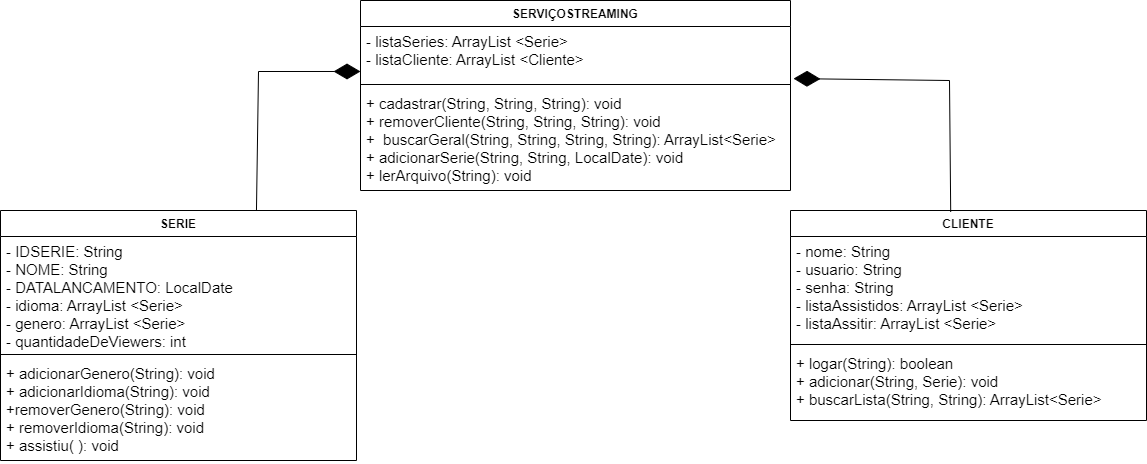 SERVIÇOSTREAMING
- listaSeries: ArrayList <Serie>
- listaCliente: ArrayList <Cliente>
+ cadastrar(String, String, String): void
+ removerCliente(String, String, String): void
+ buscarGeral(String, String, String, String): ArrayList<Serie>
+ adicionarSerie(String, String, LocalDate): void
+ lerArquivo(String): void
SERIE
- IDSERIE: String
- NOME: String
- DATALANCAMENTO: LocalDate
- idioma: ArrayList <Serie>
- genero: ArrayList <Serie>
- quantidadeDeViewers: int
+ adicionarGenero(String): void
+ adicionarIdioma(String): void
+removerGenero(String): void
+ removerIdioma(String): void
+ assistiu( ): void
CLIENTE
- nome: String
- usuario: String
- senha: String
- listaAssistidos: ArrayList <Serie>
- listaAssitir: ArrayList <Serie>
+ logar(String): boolean
+ adicionar(String, Serie): void
+ buscarLista(String, String): ArrayList<Serie>